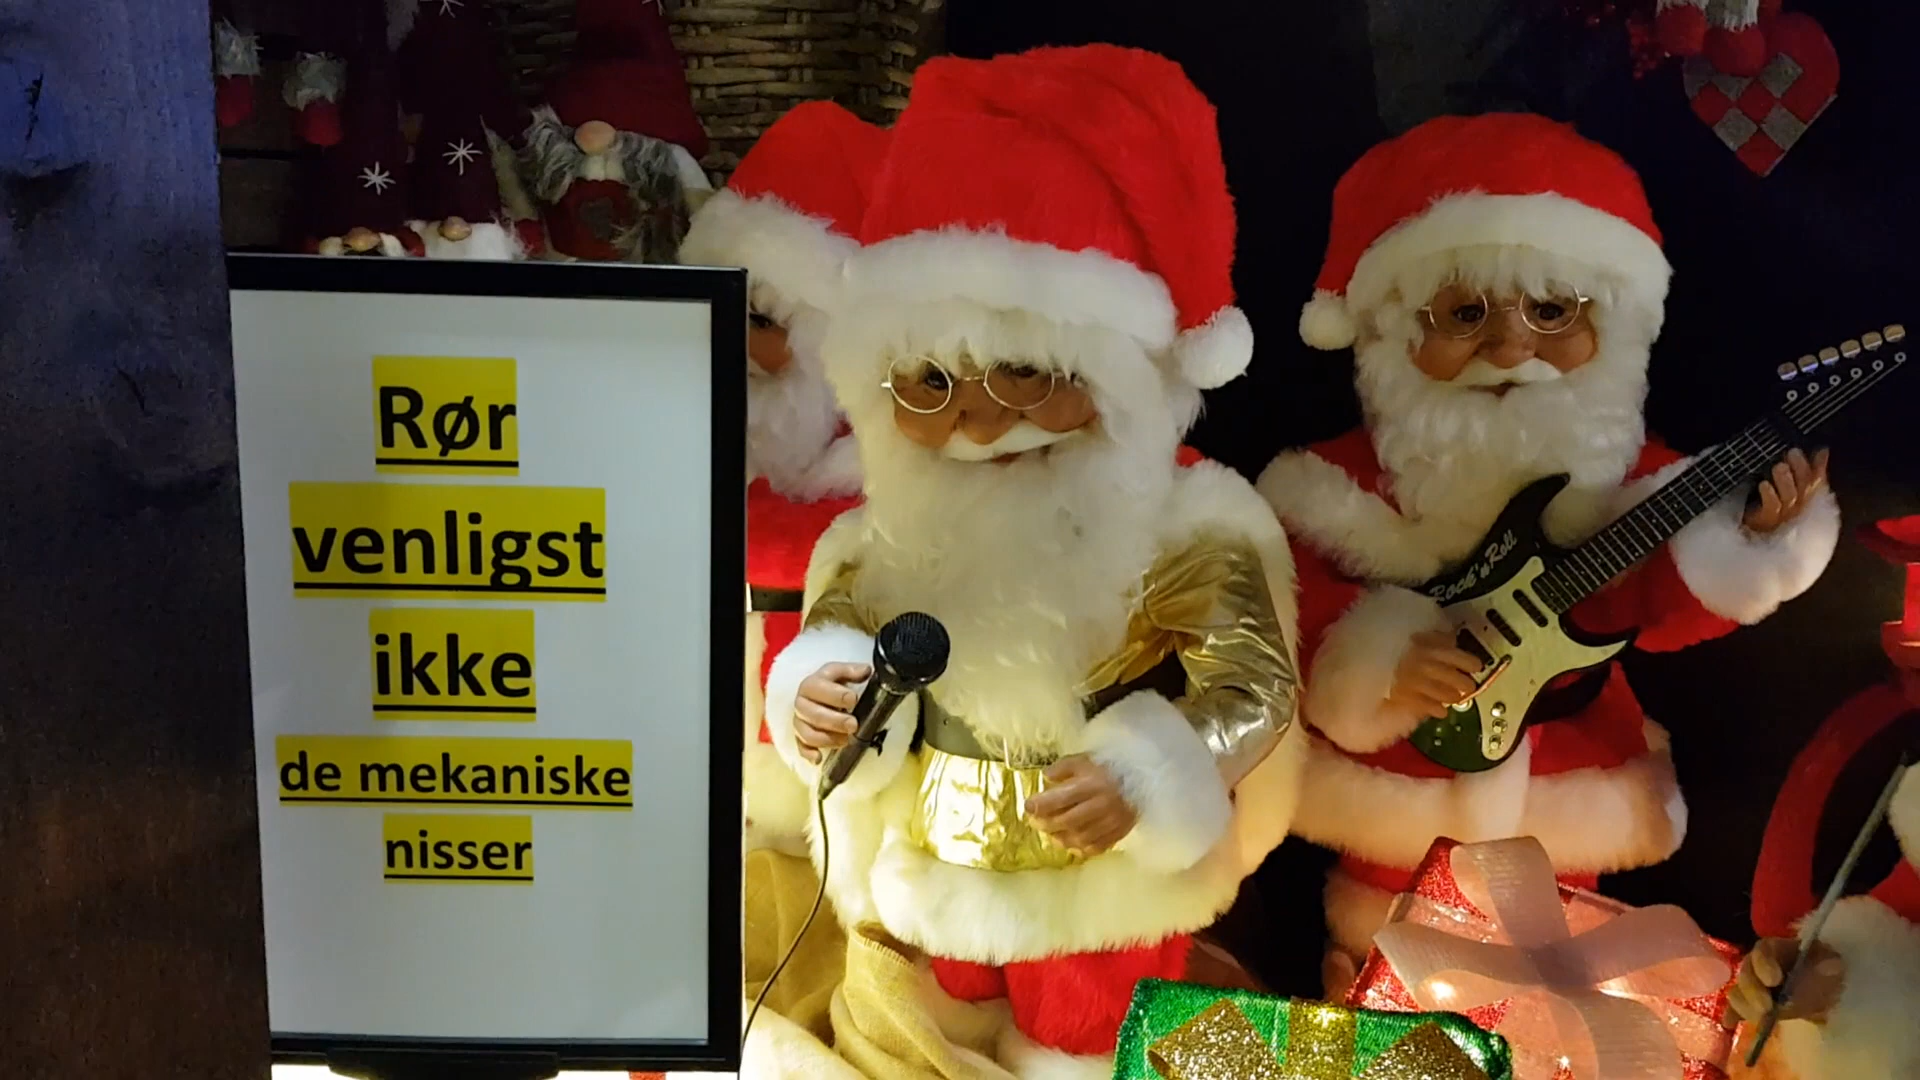 Rør
venligst
ikke
de mekaniske
nisser
Rock'n Roll